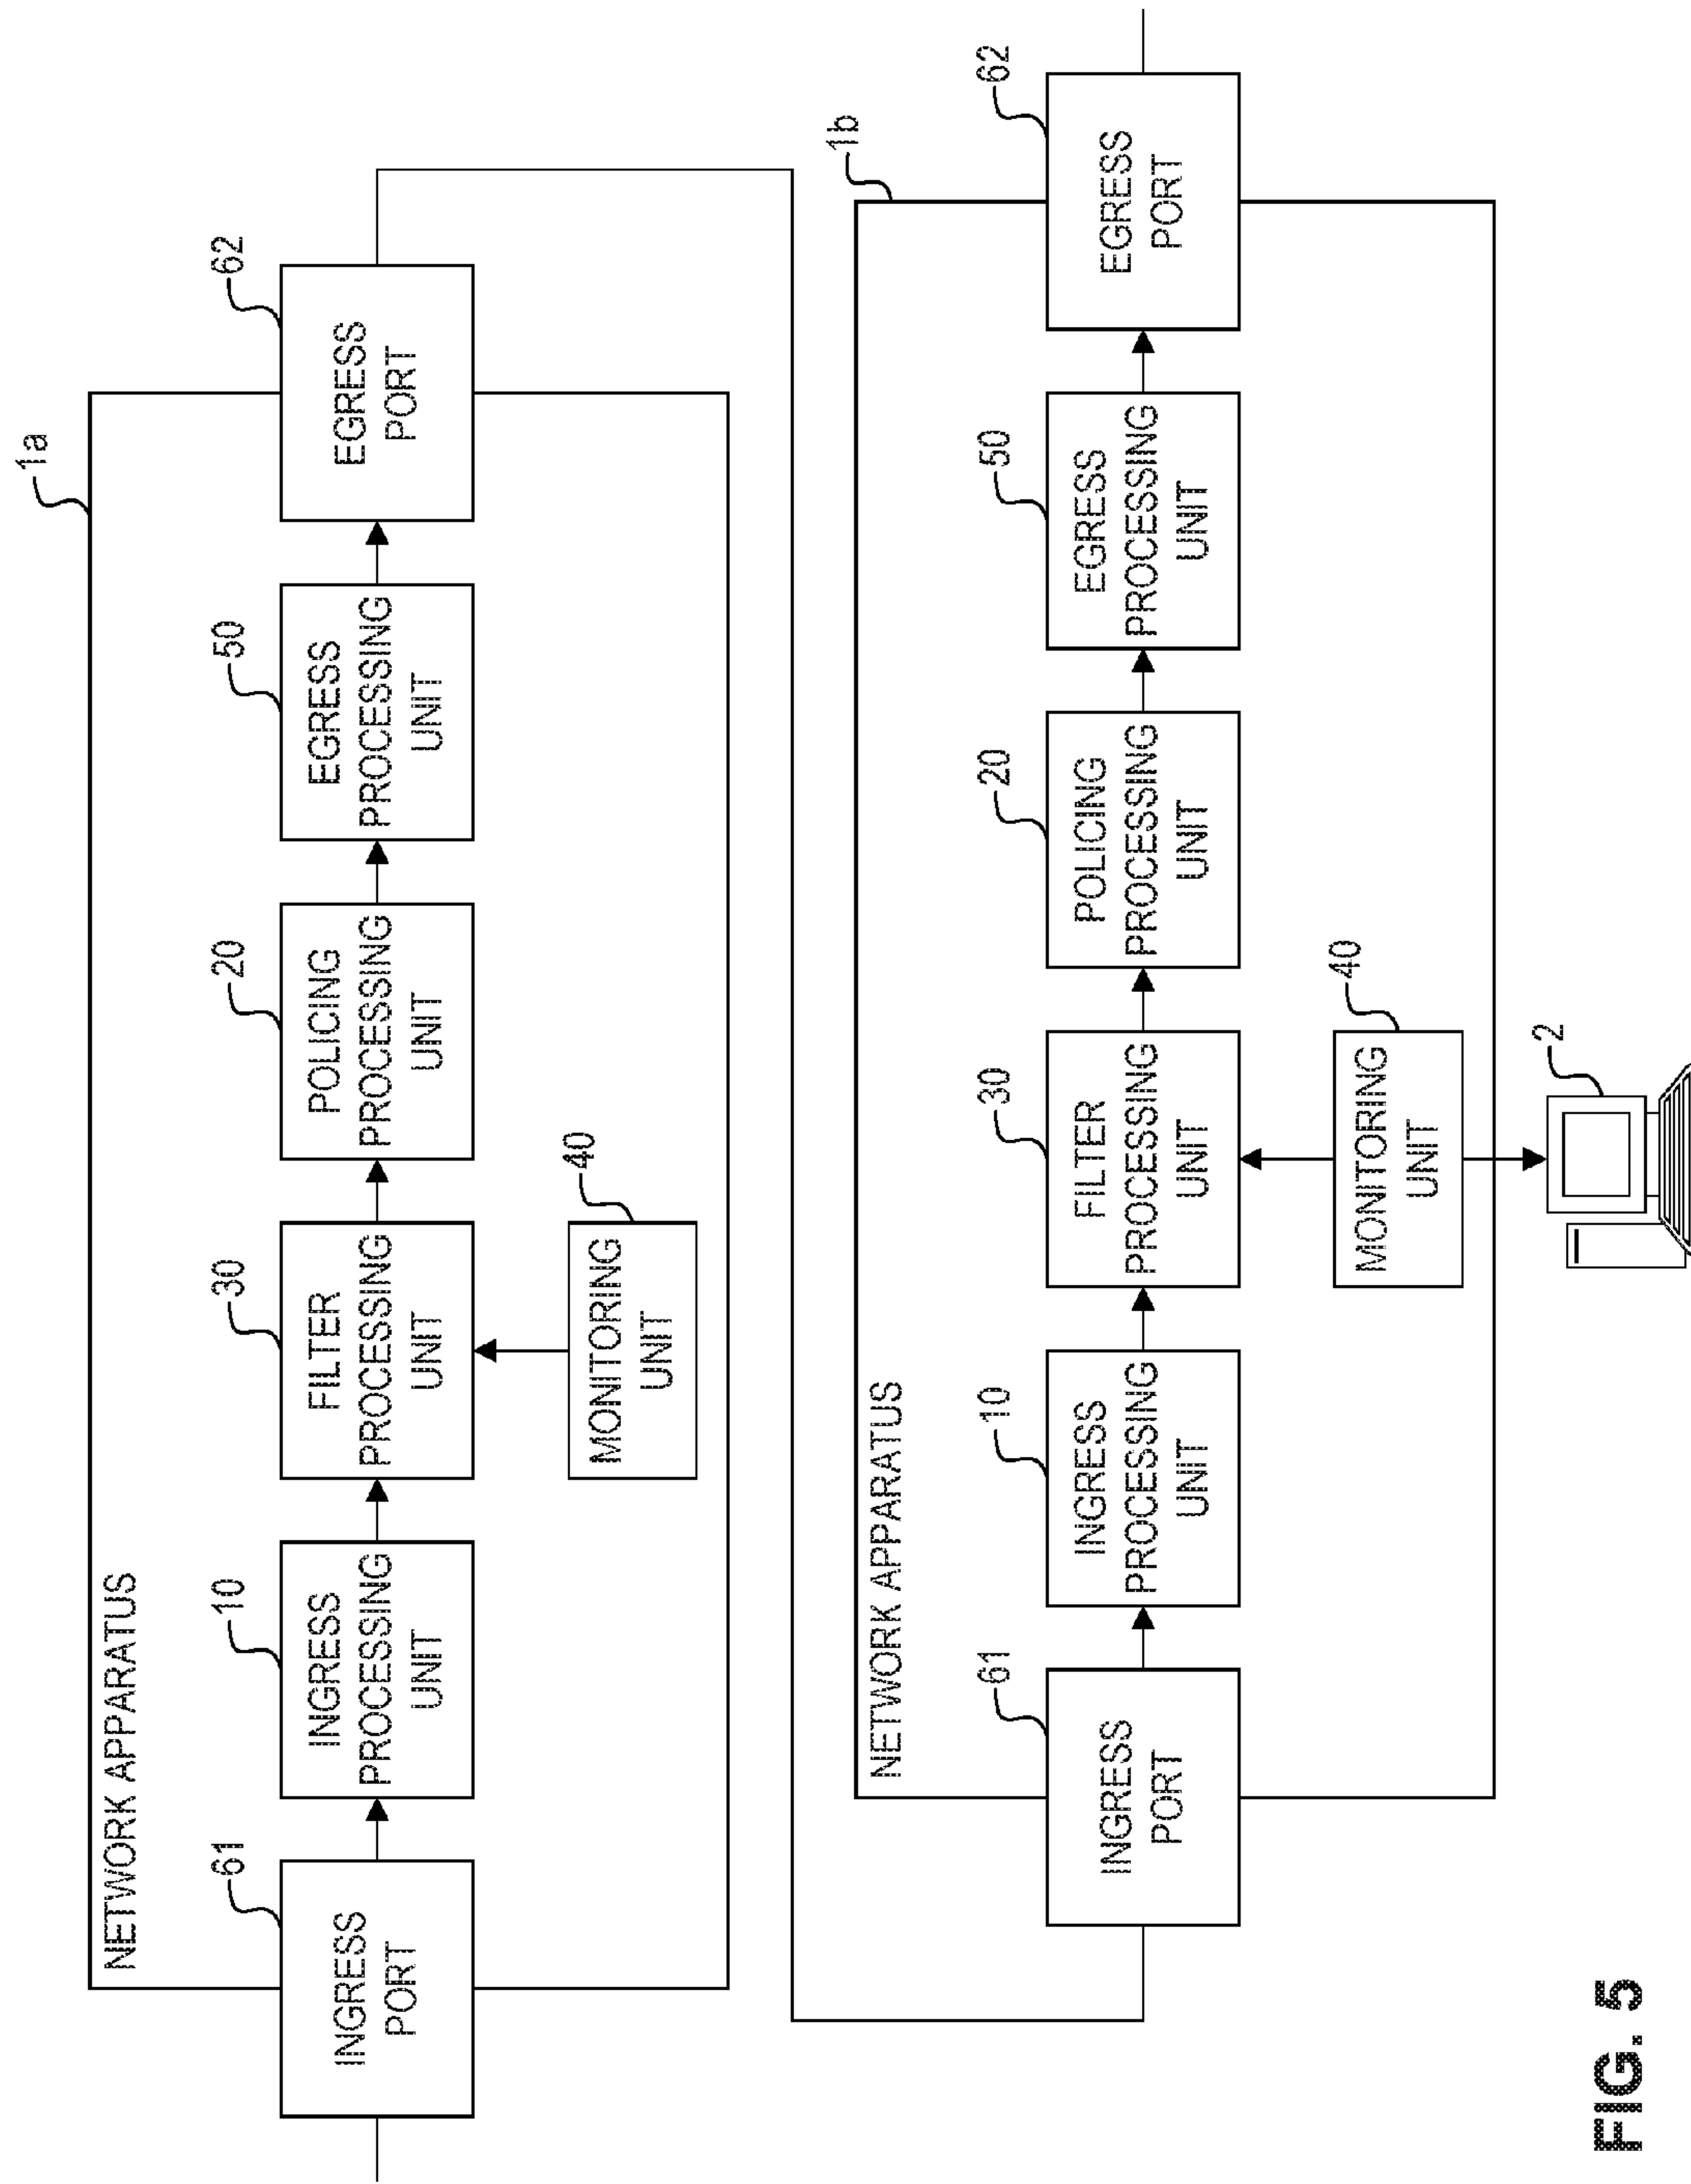 1a
NETWORK APPARATUS
61
10
30
20
50
62
INGRESS
PORT
INGRESS
PROCESSING
UNIT
FILTER
PROCESSING
UNIT
POLICING
PROCESSING
UNIT
EGRESS
PROCESSING
UNIT
EGRESS
PORT
40
MONITORING
UNIT
1b
NETWORK APPARATUS
61
10
30
20
50
62
INGRESS
PORT
INGRESS
PROCESSING
UNIT
FILTER
PROCESSING
UNIT
POLICING
PROCESSING
UNIT
EGRESS
PROCESSING
UNIT
EGRESS
PORT
40
MONITORING
UNIT
2
FIG. 5